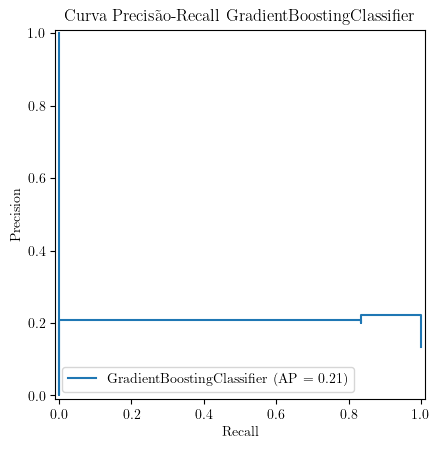 Curva Precisão-Recall GradientBoostingClassifier
1.0
0.8
0.6
0.4
0.2
0.0
Precision
GradientBoostingClassifier (AP = 0.21)
0.0 0.2 0.4 0.6 0.8 1.0
Recall